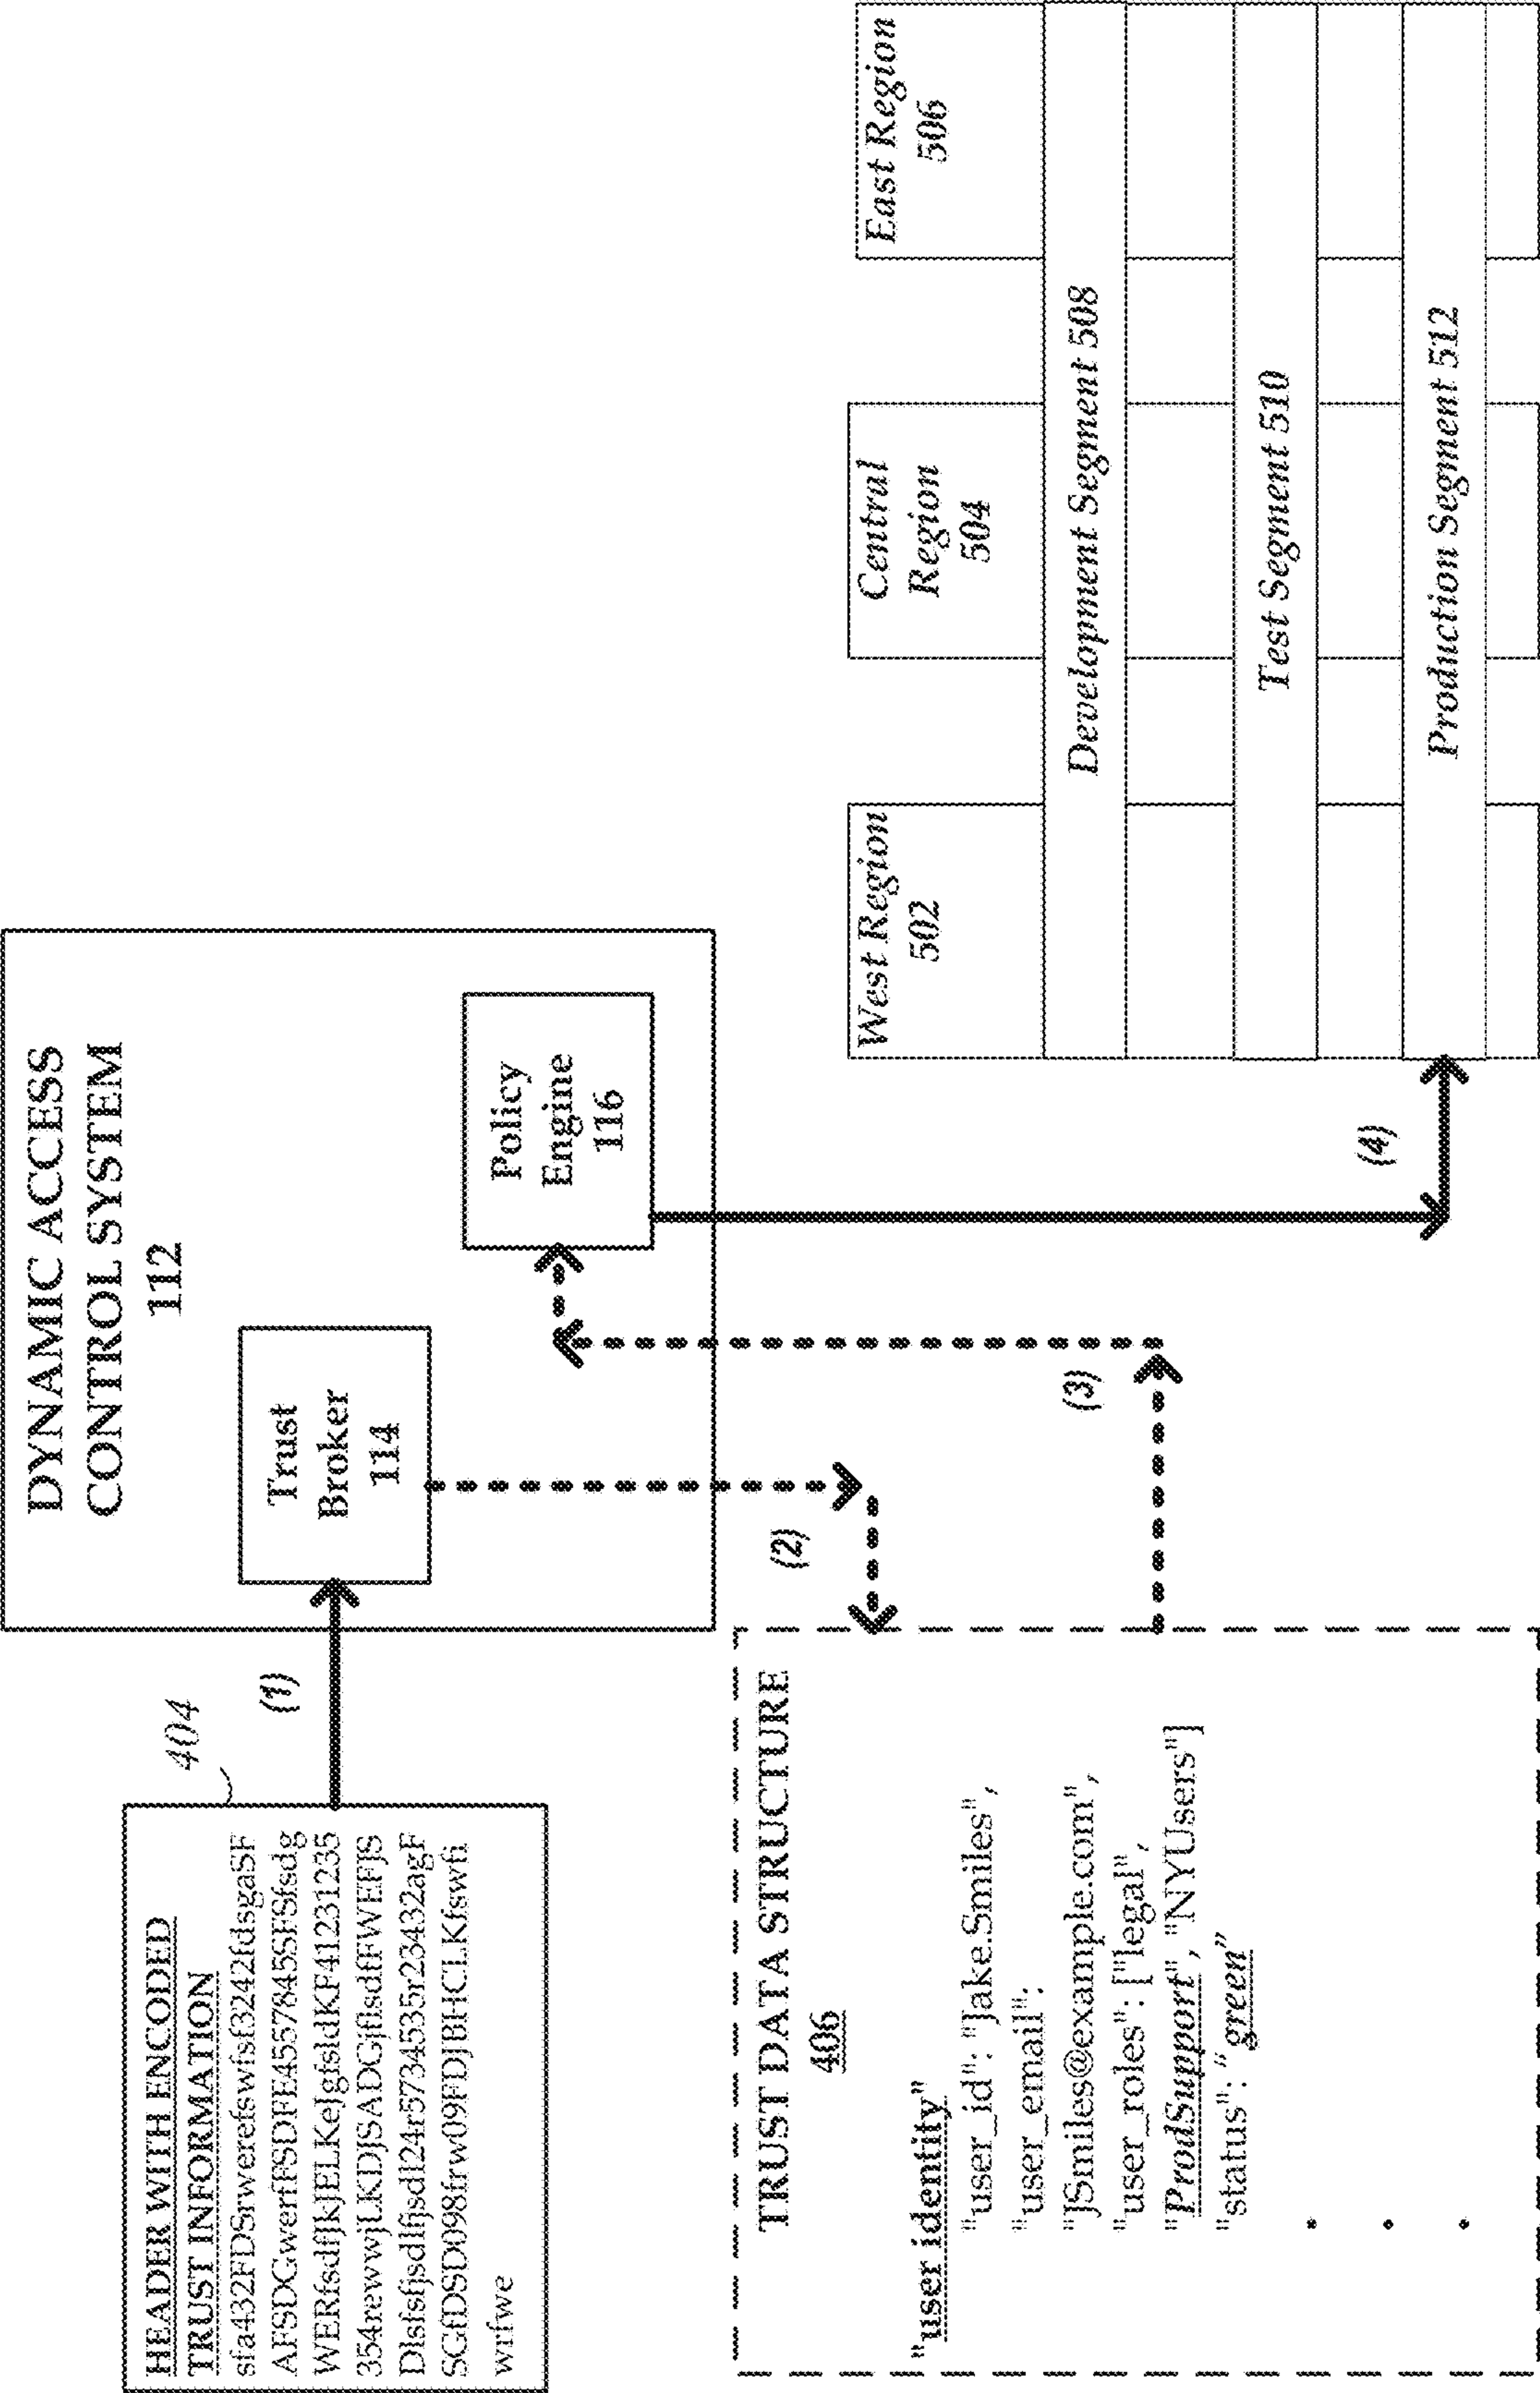 HEADER WITH ENCODED
TRUST INFORMATION
sfa432FDSrwerefswfsf3242fdsgaSF
AFSDGwerfFSDFE4557845SFSfsdg
WERfsdfJKJELKeJgfsldKF41231235
354rewwjLKDJSADGjflsdfFWEFJS
Dlsfsfjsdlfjsdl24r5734535r23432agF
SGfDSD098frw09FDJBHCLKfswfi
wrfwe
404
(1)
DYNAMIC ACCESS
CONTROL SYSTEM
112
Trust
Broker
114
Policy
Engine
116
(2)
(3)
(4)
TRUST DATA STRUCTURE
406
"user identity"
"user_id": "Jake.Smiles",
"user_email":
"JSmiles@example.com",
"user_roles": ["legal",
"ProdSupport", "NYUsers"]
"status": "green"
West Region
502
Central
Region
504
East Region
506
Development Segment 508
Test Segment 510
Production Segment 512